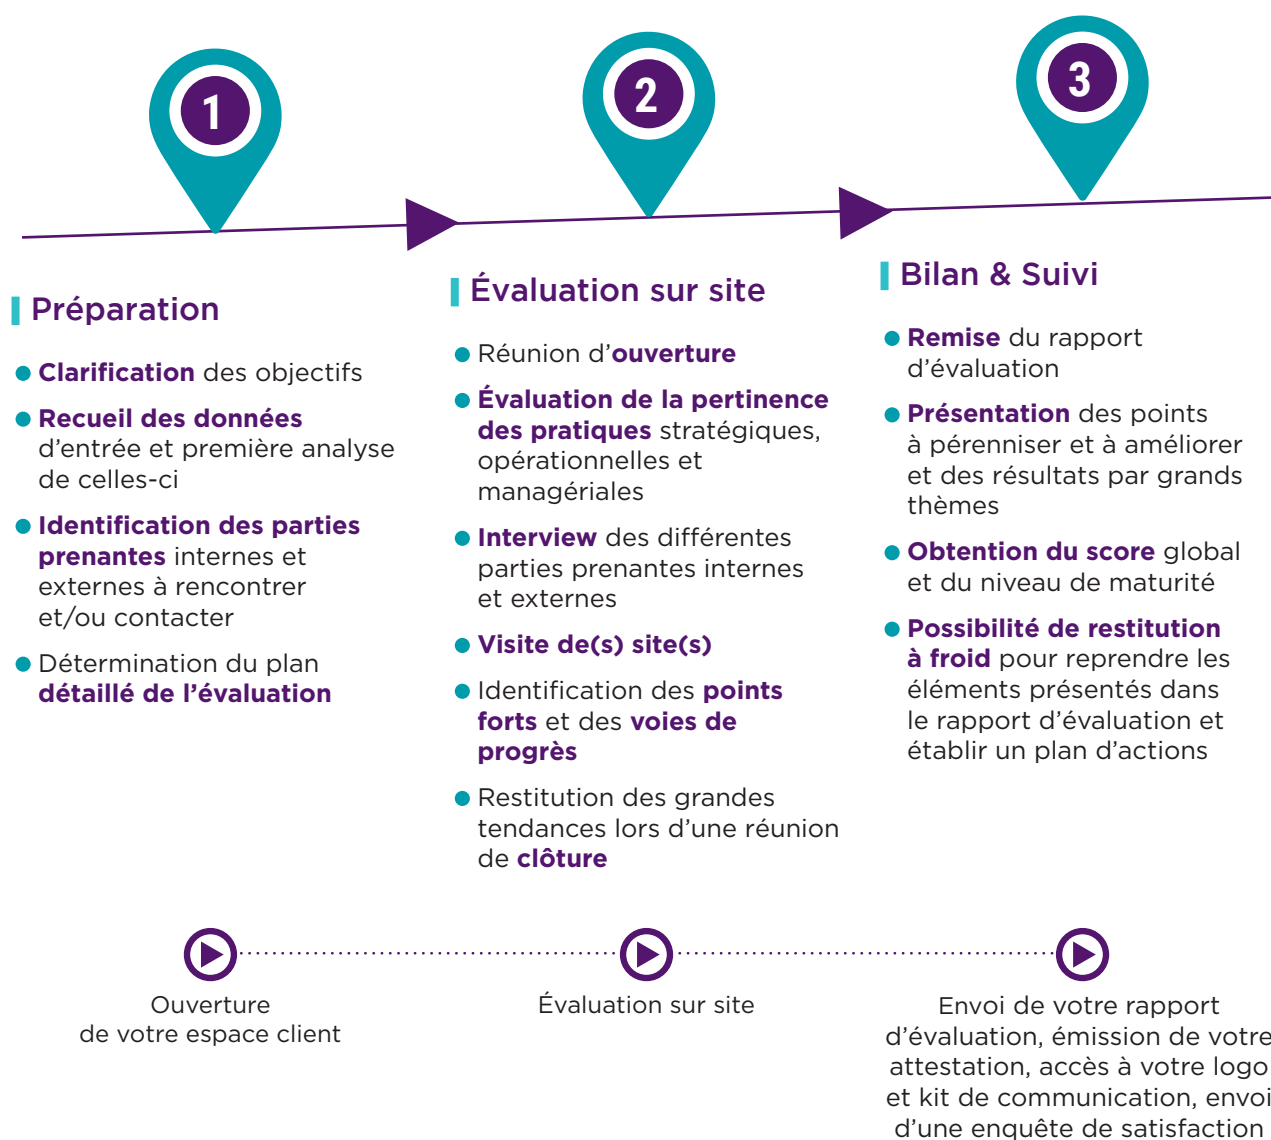 1
2
3
Préparation
Clarification des objectifs
Recueil des données
d’entrée et première analyse
de celles-ci
Identification des parties
prenantes internes et
externes à rencontrer
et/ou contacter
Détermination du plan
détaillé de l’évaluation
Évaluation sur site
Réunion d’ouverture
Évaluation de la pertinence
des pratiques stratégiques,
opérationnelles et
managériales
Interview des différentes
parties prenantes internes
et externes
Visite de(s) site(s)
Identification des points
forts et des voies de
progrès
Restitution des grandes
tendances lors d’une réunion
de clôture
Bilan & Suivi
Remise du rapport
d’évaluation
Présentation des points
à pérenniser et à améliorer
et des résultats par grands
thèmes
Obtention du score global
et du niveau de maturité
Possibilité de restitution
à froid pour reprendre les
éléments présentés dans
le rapport d’évaluation et
établir un plan d’actions
Ouverture
de votre espace client
Évaluation sur site
Envoi de votre rapport
d’évaluation, émission de votre
attestation, accès à votre logo
et kit de communication, envoi
d’une enquête de satisfaction